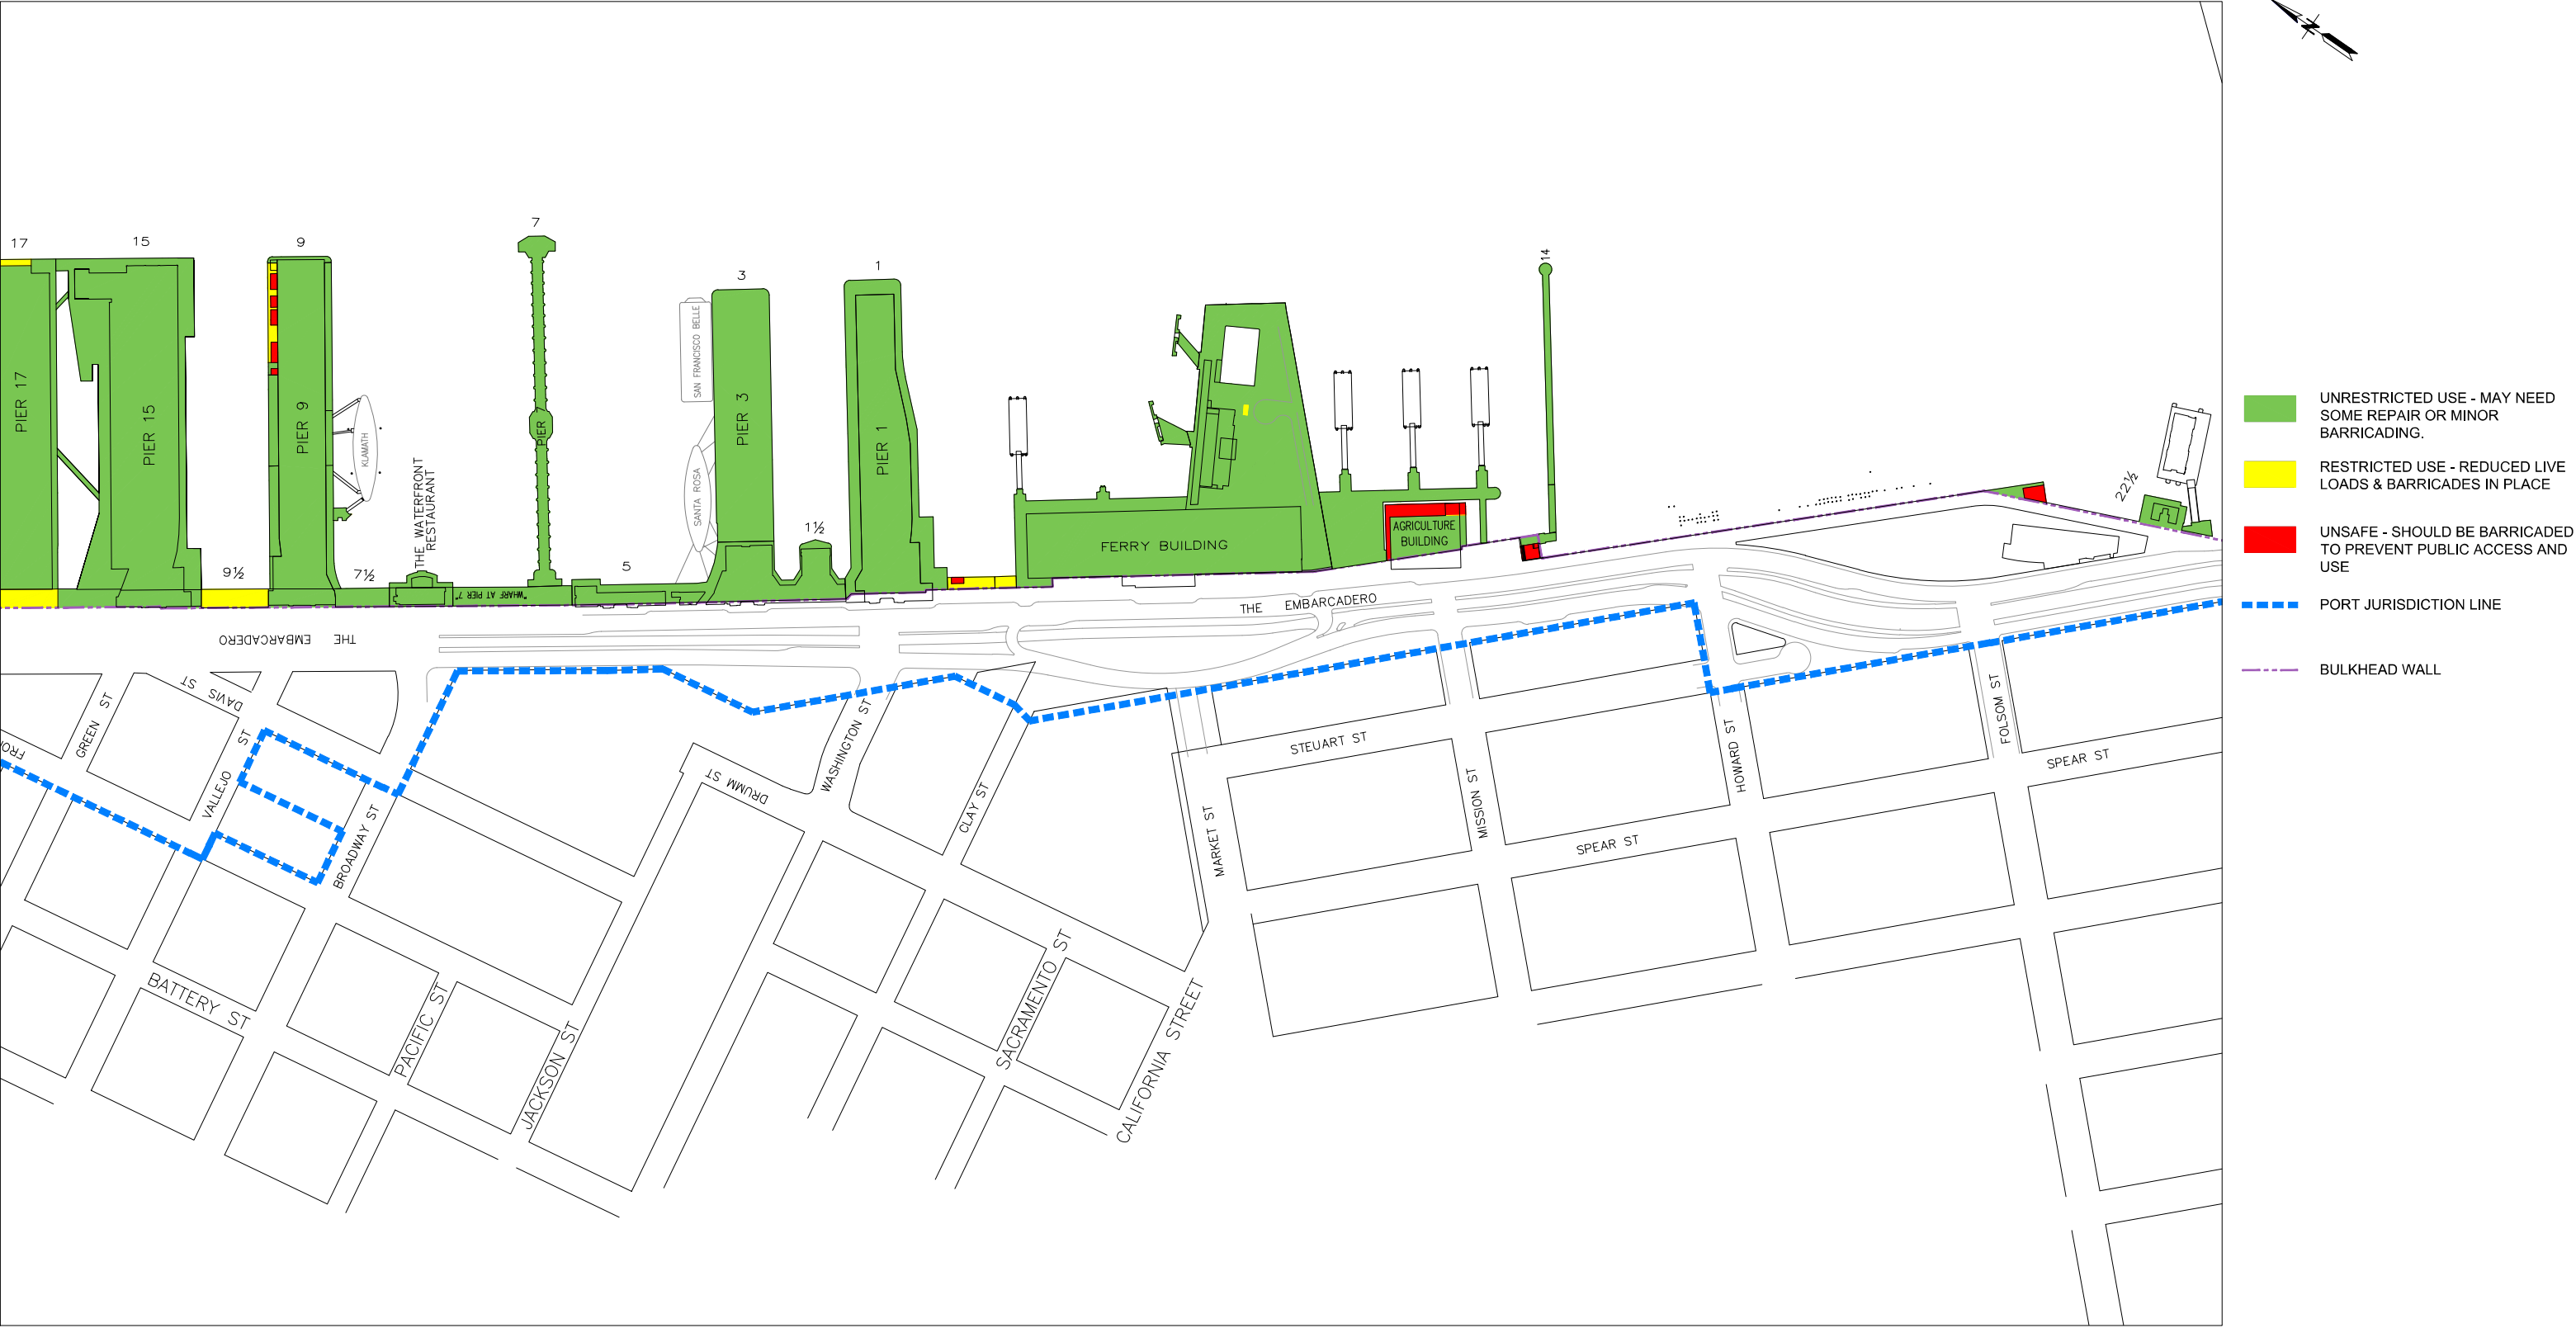 N
17
15
9
7
3
1
14
PIER 17
PIER 15
PIER 9
KLAMATH
THE WATERFRONT
RESTAURANT
PIER 7
SAN FRANCISCO BELLE
SANTA ROSA
PIER 3
PIER 1
9½
7½
"WHARF AT PIER 7"
5
1½
FERRY BUILDING
AGRICULTURE
BUILDING
22½
THE EMBARCADERO
THE EMBARCADERO
DAVIS ST
GREEN ST
FRO
VALLEJO ST
BROADWAY ST
DRUMM ST
WASHINGTON ST
CLAY ST
MARKET ST
STEUART ST
MISSION ST
SPEAR ST
HOWARD ST
FOLSOM ST
SPEAR ST
BATTERY ST
PACIFIC ST
JACKSON ST
SACRAMENTO ST
CALIFORNIA STREET
UNRESTRICTED USE - MAY NEED
SOME REPAIR OR MINOR
BARRICADING.
RESTRICTED USE - REDUCED LIVE
LOADS & BARRICADES IN PLACE
UNSAFE - SHOULD BE BARRICADED
TO PREVENT PUBLIC ACCESS AND
USE
PORT JURISDICTION LINE
BULKHEAD WALL